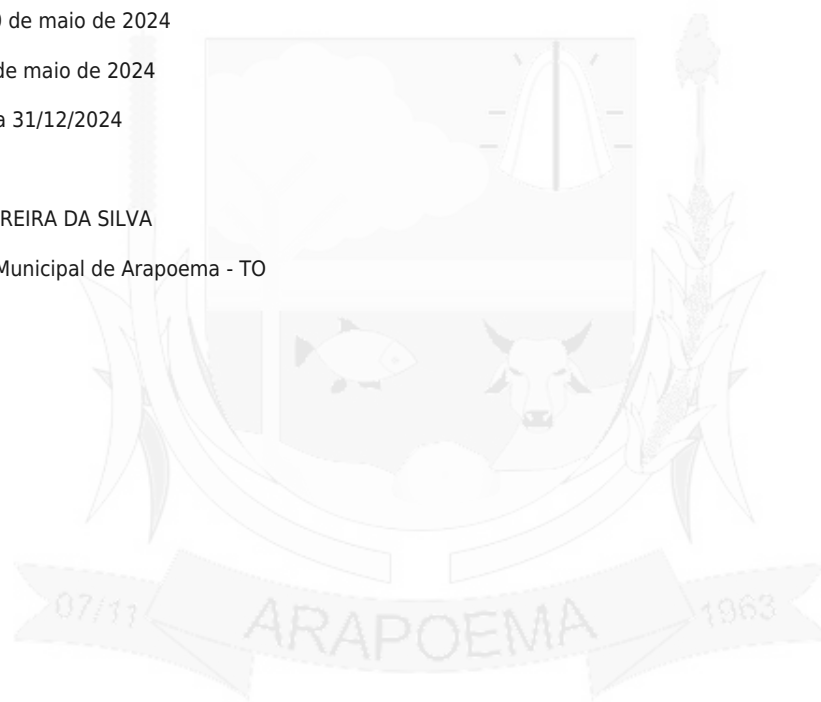 de maio de 2024
de maio de 2024
a 31/12/2024
REIRA DA SILVA
Municipal de Arapoema - TO
07/11 ARAPOEMA 1963